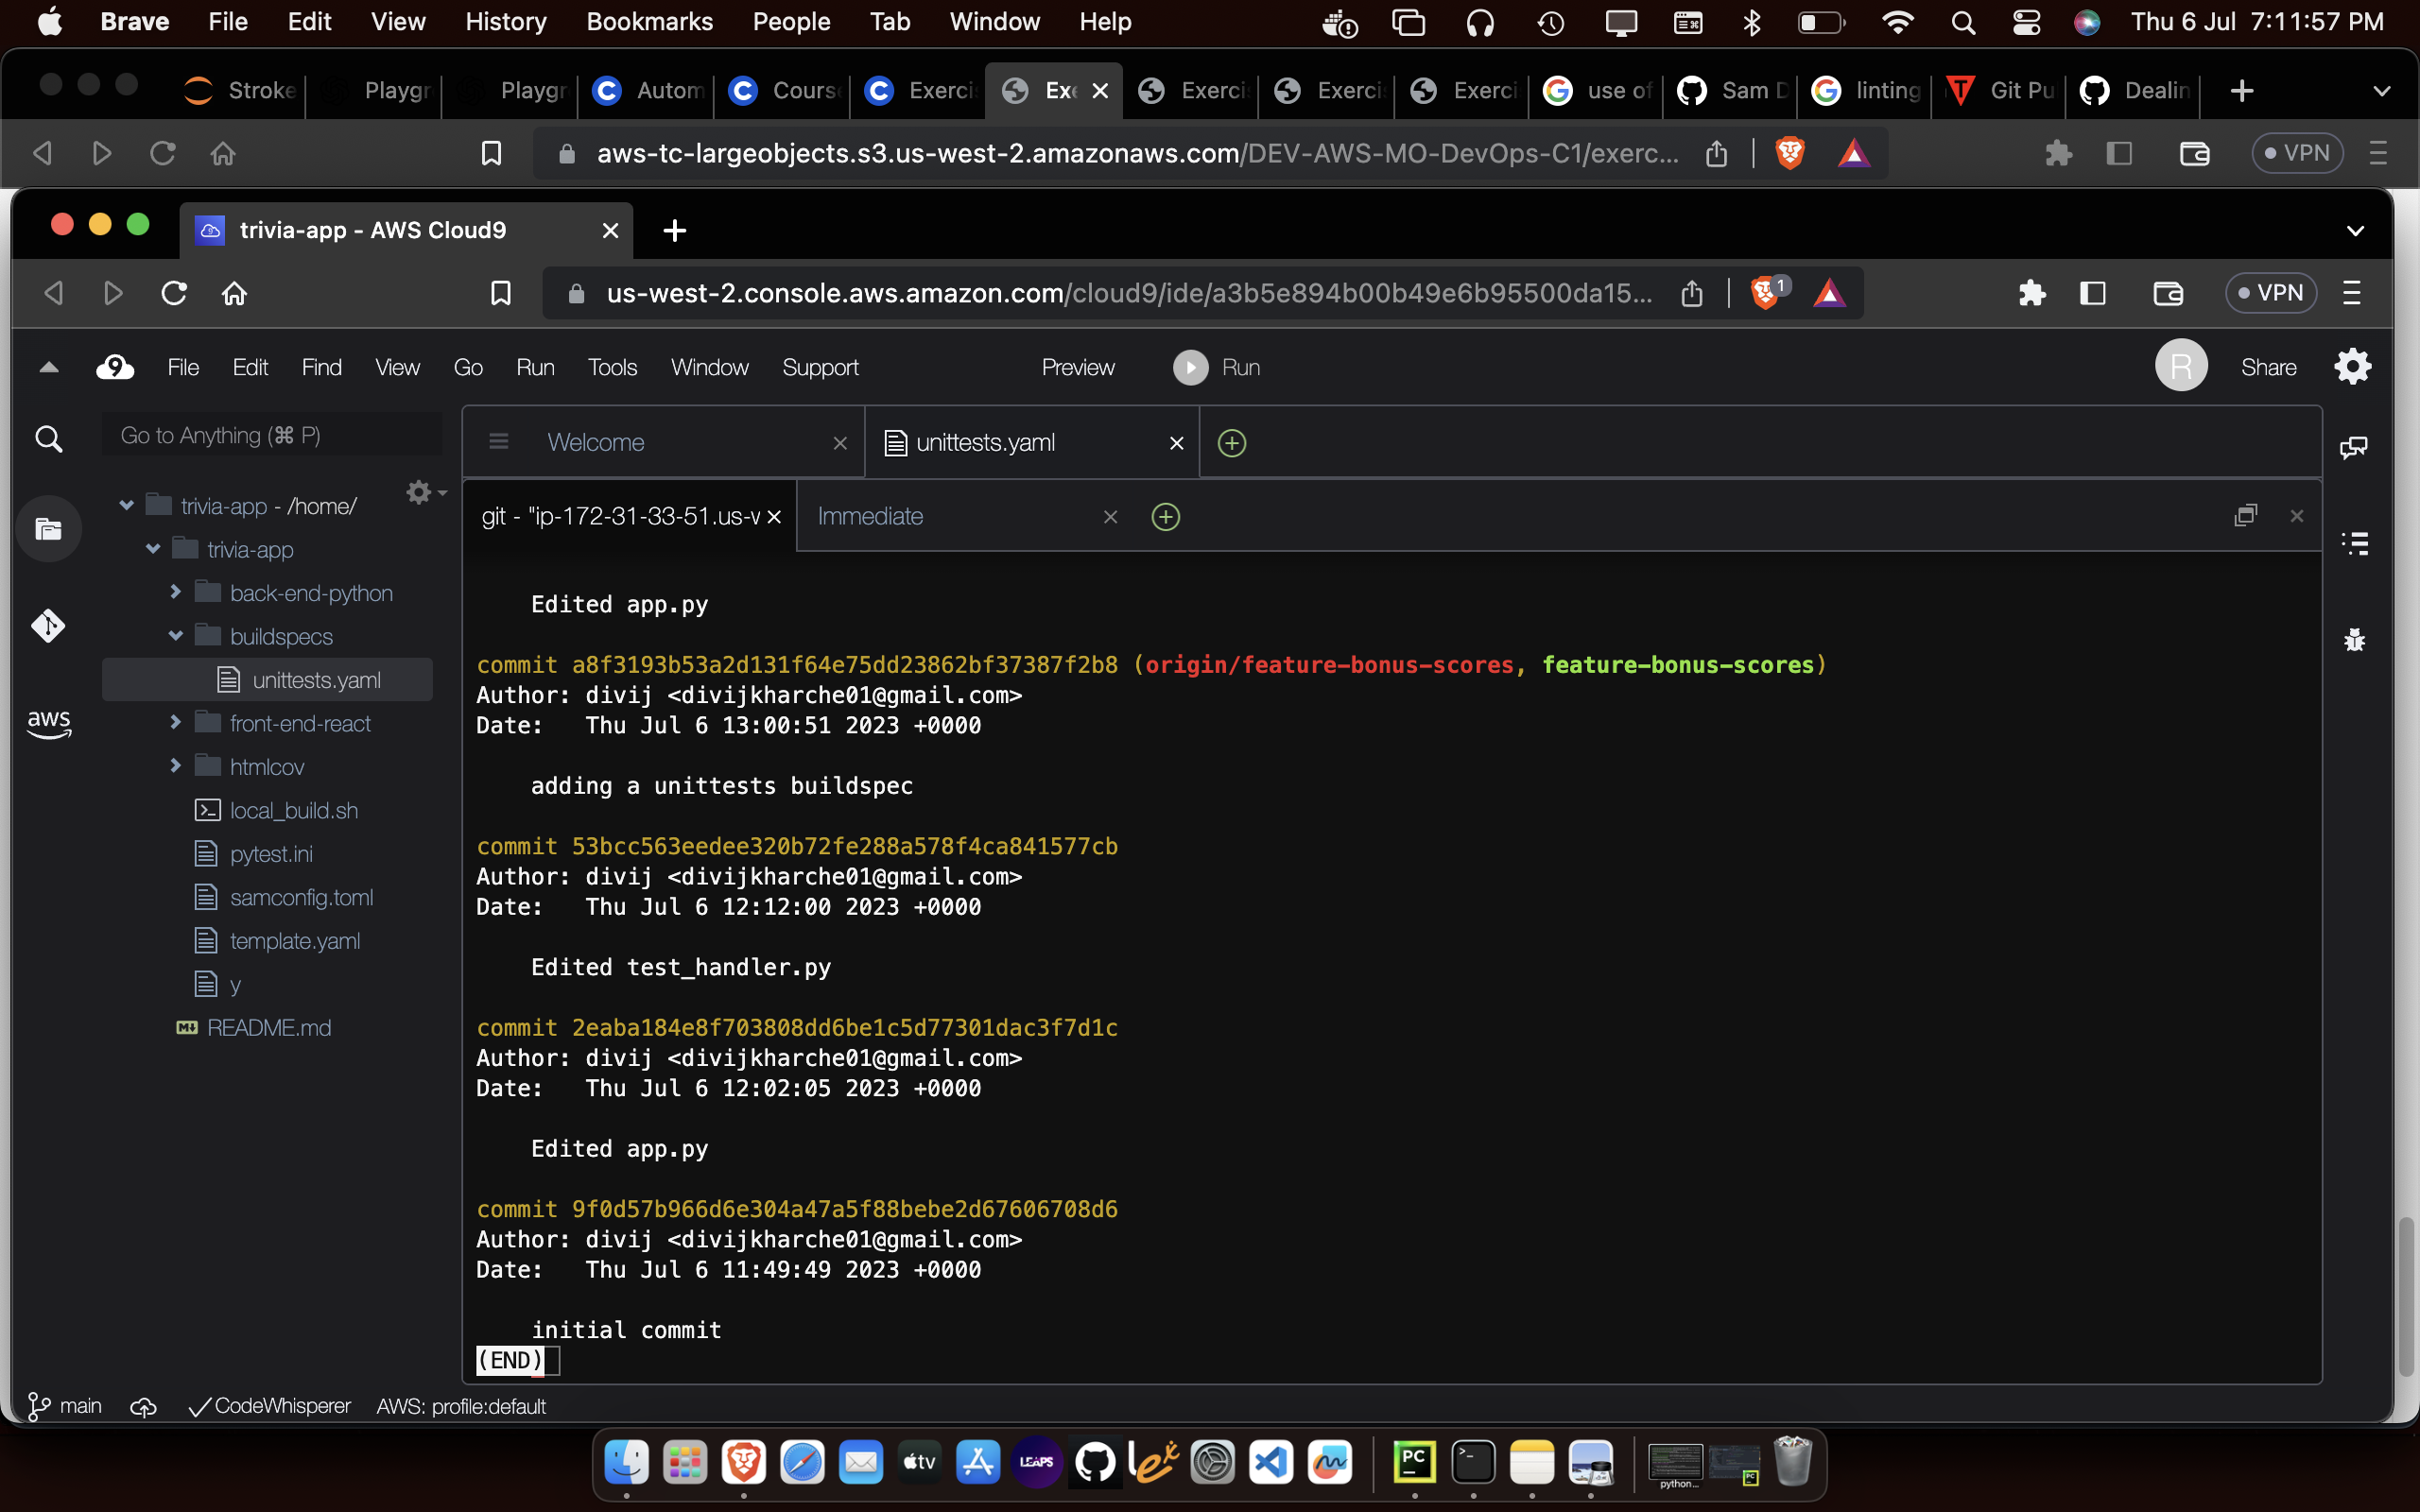 Brave File Edit View History Bookmarks People Tab Window Help Thu 6 Jul 7:11:57 PM
Stroke Playgr Playgr Autom Course Exerci Exe Exerci Exerci Exerci use of Sam D linting Git Pu Dealin
aws-tc-largeobjects.s3.us-west-2.amazonaws.com/DEV-AWS-MO-DevOps-C1/exerc... VPN
trivia-app - AWS Cloud9
us-west-2.console.aws.amazon.com/cloud9/ide/a3b5e894b00b49e6b95500da15... 1 VPN
9 File Edit Find View Go Run Tools Window Support Preview Run R Share
Go to Anything (⌘ P)
Welcome unittests.yaml
git - "ip-172-31-33-51.us-w Immediate
trivia-app - /home/
trivia-app
back-end-python
buildspecs
unittests.yaml
aws
front-end-react
htmlcov
local_build.sh
pytest.ini
samconfig.toml
template.yaml
y
README.md
Edited app.py
commit a8f3193b53a2d131f64e75dd23862bf37387f2b8 (origin/feature-bonus-scores, feature-bonus-scores)
Author: divij <divijkharche01@gmail.com>
Date: Thu Jul 6 13:00:51 2023 +0000
adding a unittests buildspec
commit 53bcc563eedee320b72fe288a578f4ca841577cb
Author: divij <divijkharche01@gmail.com>
Date: Thu Jul 6 12:12:00 2023 +0000
Edited test_handler.py
commit 2eaba184e8f703808dd6be1c5d77301dac3f7d1c
Author: divij <divijkharche01@gmail.com>
Date: Thu Jul 6 12:02:05 2023 +0000
Edited app.py
commit 9f0d57b966d6e304a47a5f88bebe2d67606708d6
Author: divij <divijkharche01@gmail.com>
Date: Thu Jul 6 11:49:49 2023 +0000
initial commit
(END)
main CodeWhisperer AWS: profile:default
tv LEAPS lex PC python... PC